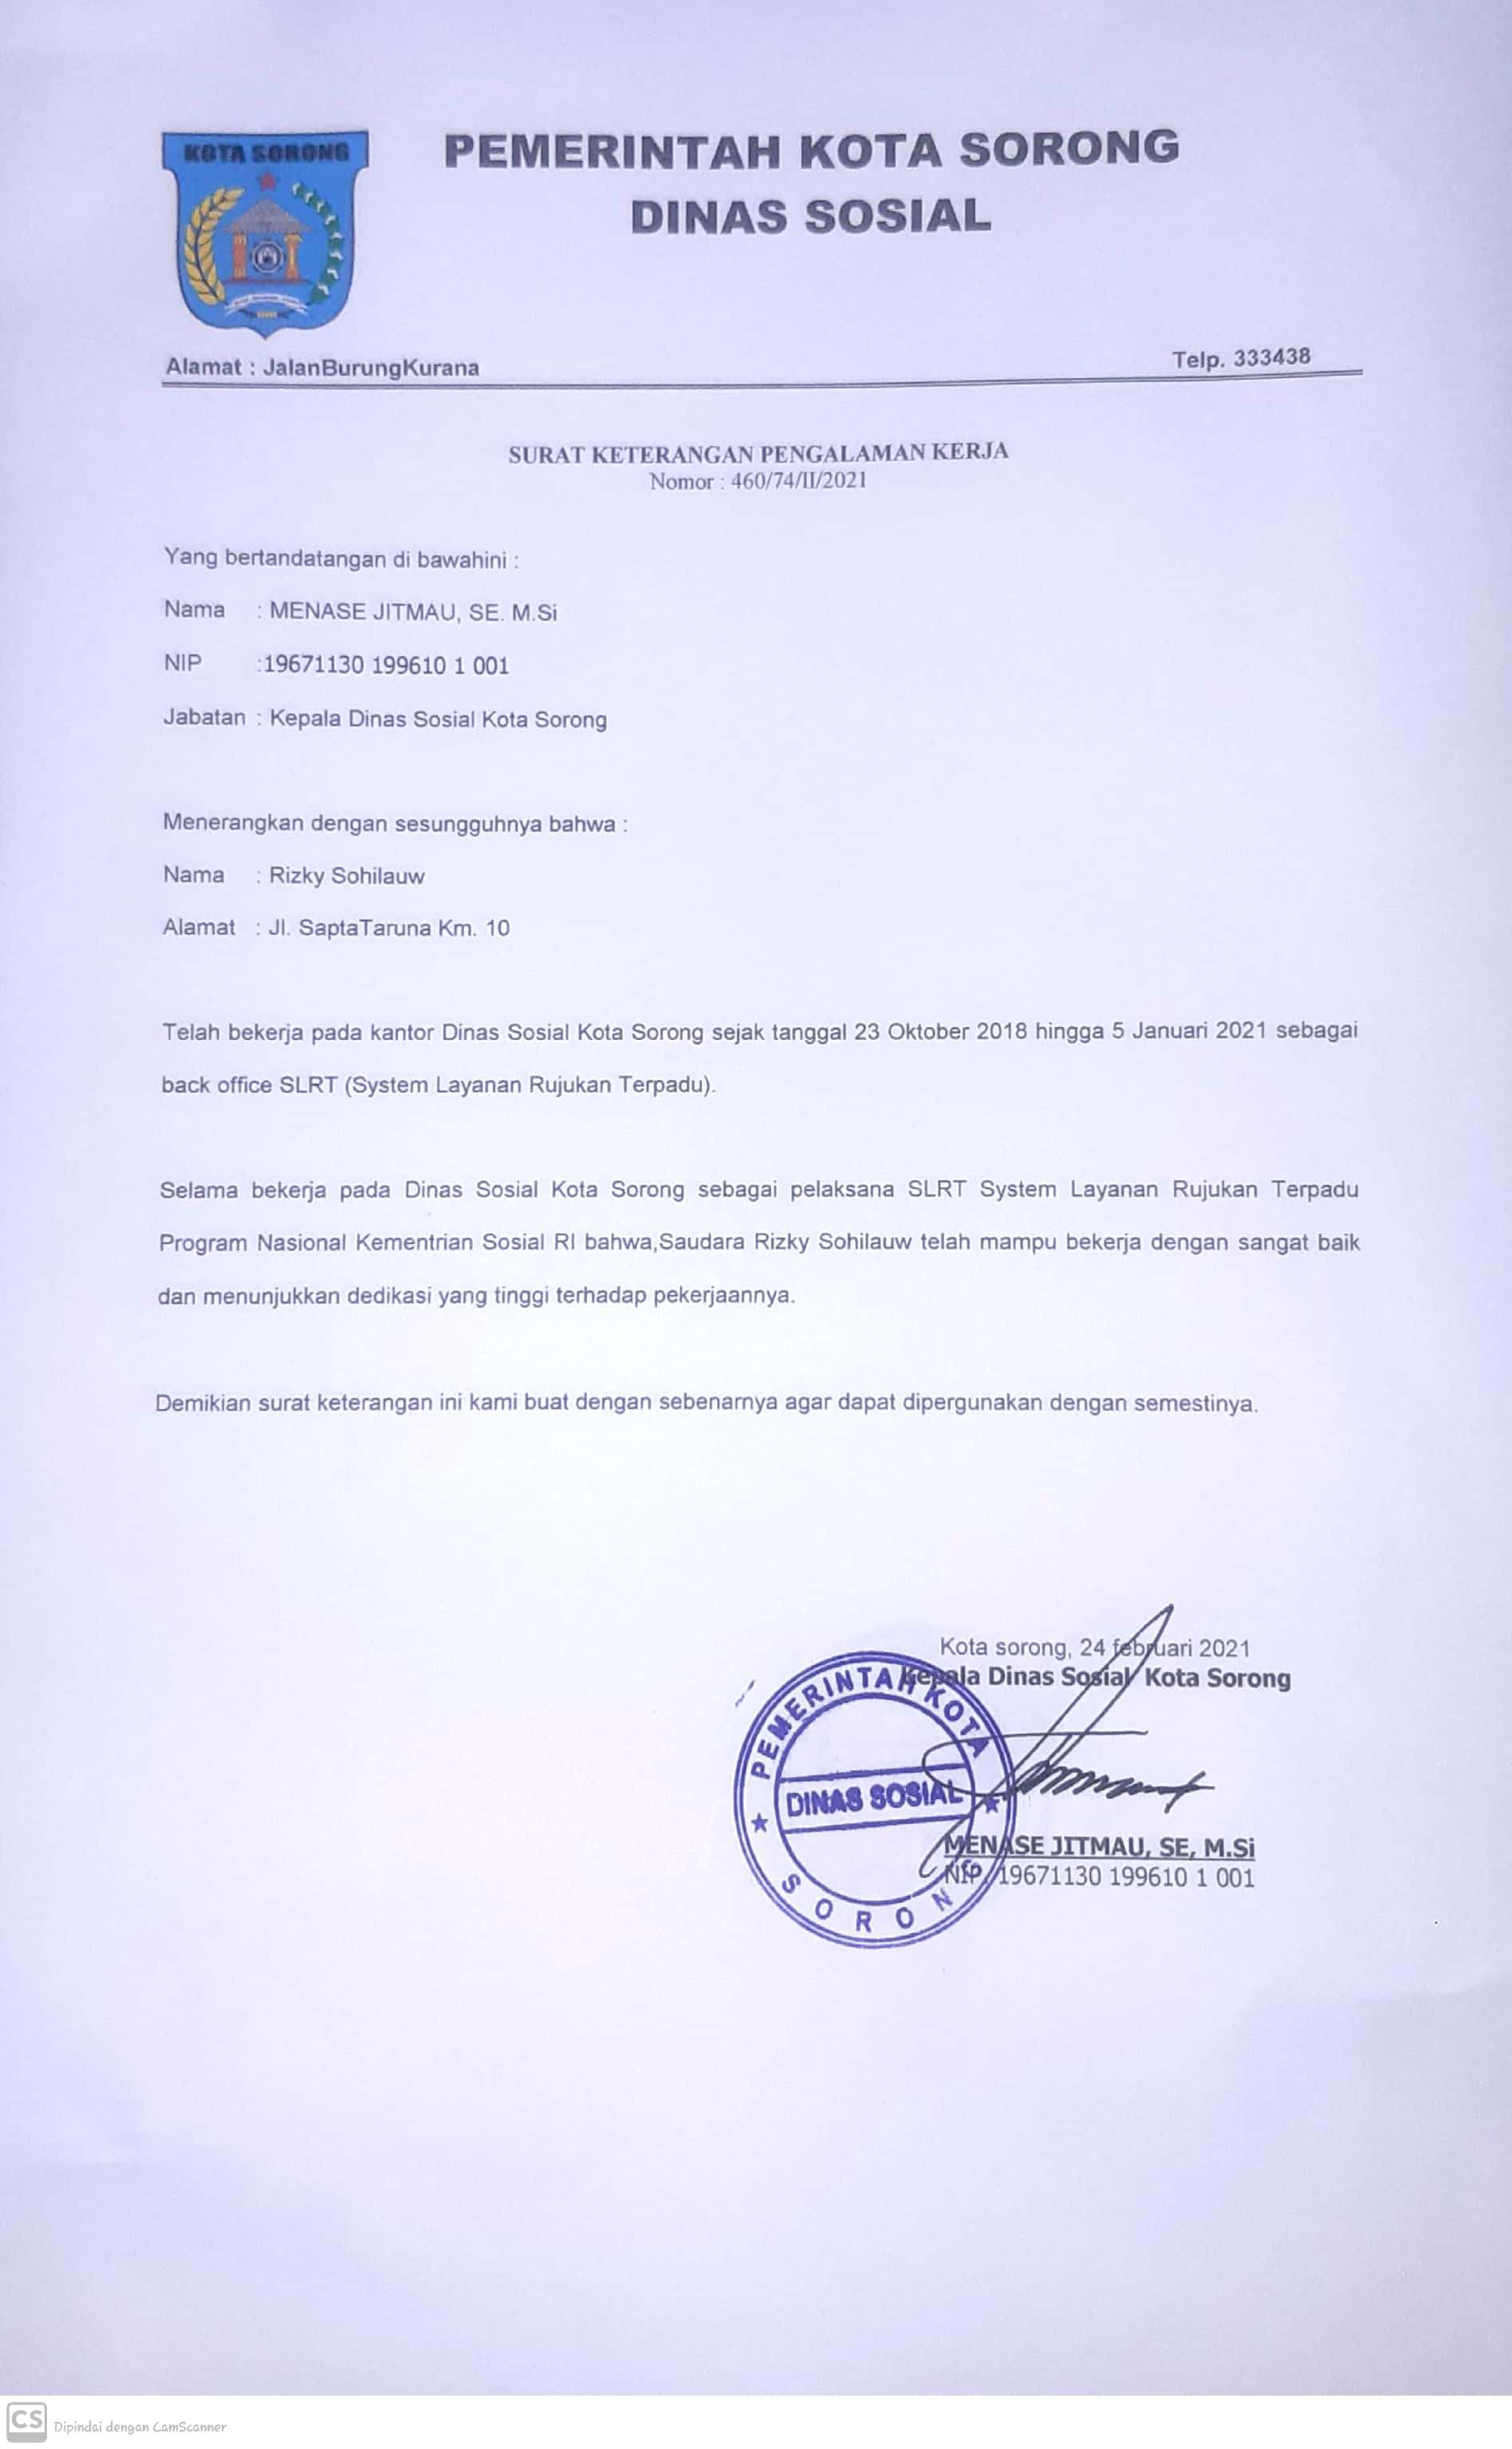 KOTA SORONG
PEMERINTAH KOTA SORONG
DINAS SOSIAL
Alamat : JalanBurungKurana
Telp. 333438
SURAT KETERANGAN PENGALAMAN KERJA
Nomor : 460/74/II/2021
Yang bertandatangan di bawahini :
Nama : MENASE JITMAU, SE. M.Si
NIP :19671130 199610 1 001
Jabatan : Kepala Dinas Sosial Kota Sorong
Menerangkan dengan sesungguhnya bahwa :
Nama : Rizky Sohilauw
Alamat : Jl. SaptaTaruna Km. 10
Telah bekerja pada kantor Dinas Sosial Kota Sorong sejak tanggal 23 Oktober 2018 hingga 5 Januari 2021 sebagai
back office SLRT (System Layanan Rujukan Terpadu).
Selama bekerja pada Dinas Sosial Kota Sorong sebagai pelaksana SLRT System Layanan Rujukan Terpadu
Program Nasional Kementrian Sosial RI bahwa,Saudara Rizky Sohilauw telah mampu bekerja dengan sangat baik
dan menunjukkan dedikasi yang tinggi terhadap pekerjaannya.
Demikian surat keterangan ini kami buat dengan sebenarnya agar dapat dipergunakan dengan semestinya.
Kota sorong, 24 februari 2021
Kepala Dinas Sosial Kota Sorong
PEMERINTAH KOTA
DINAS SOSIAL
SORONG
MENASE JITMAU, SE, M.Si
NIP. 19671130 199610 1 001
CS Dipindai dengan CamScanner